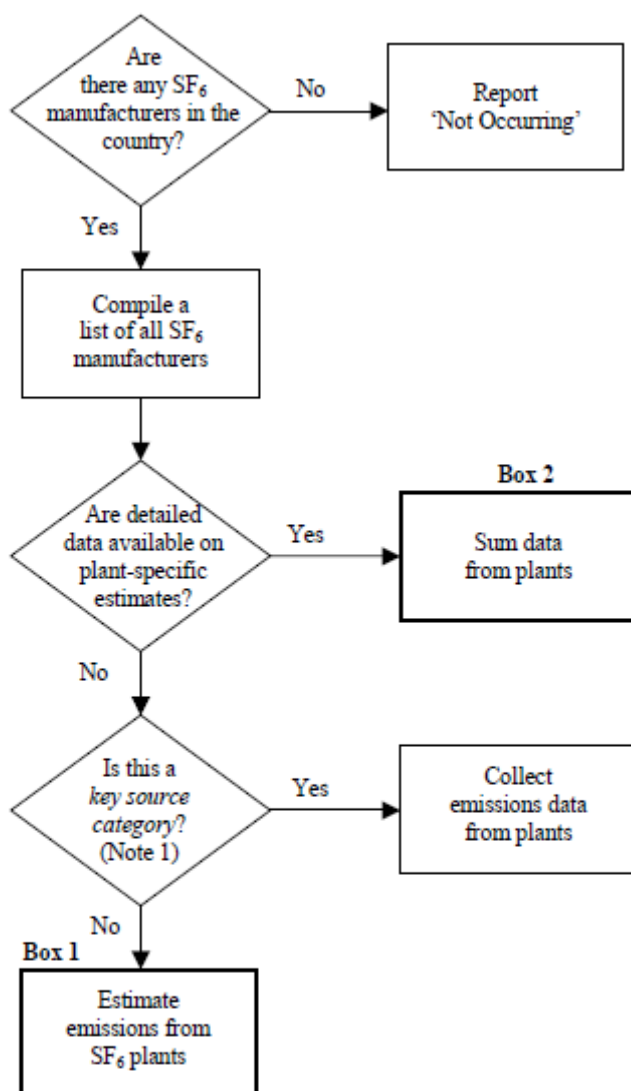 Are
there any SF₆
manufacturers in the
country?
No
Report
‘Not Occurring’
Yes
Compile a
list of all SF₆
manufacturers
Box 2
Are detailed
data available on
plant-specific
estimates?
Yes
Sum data
from plants
No
Is this a
key source
category?
(Note 1)
Yes
Collect
emissions data
from plants
No
Box 1
Estimate
emissions from
SF₆ plants